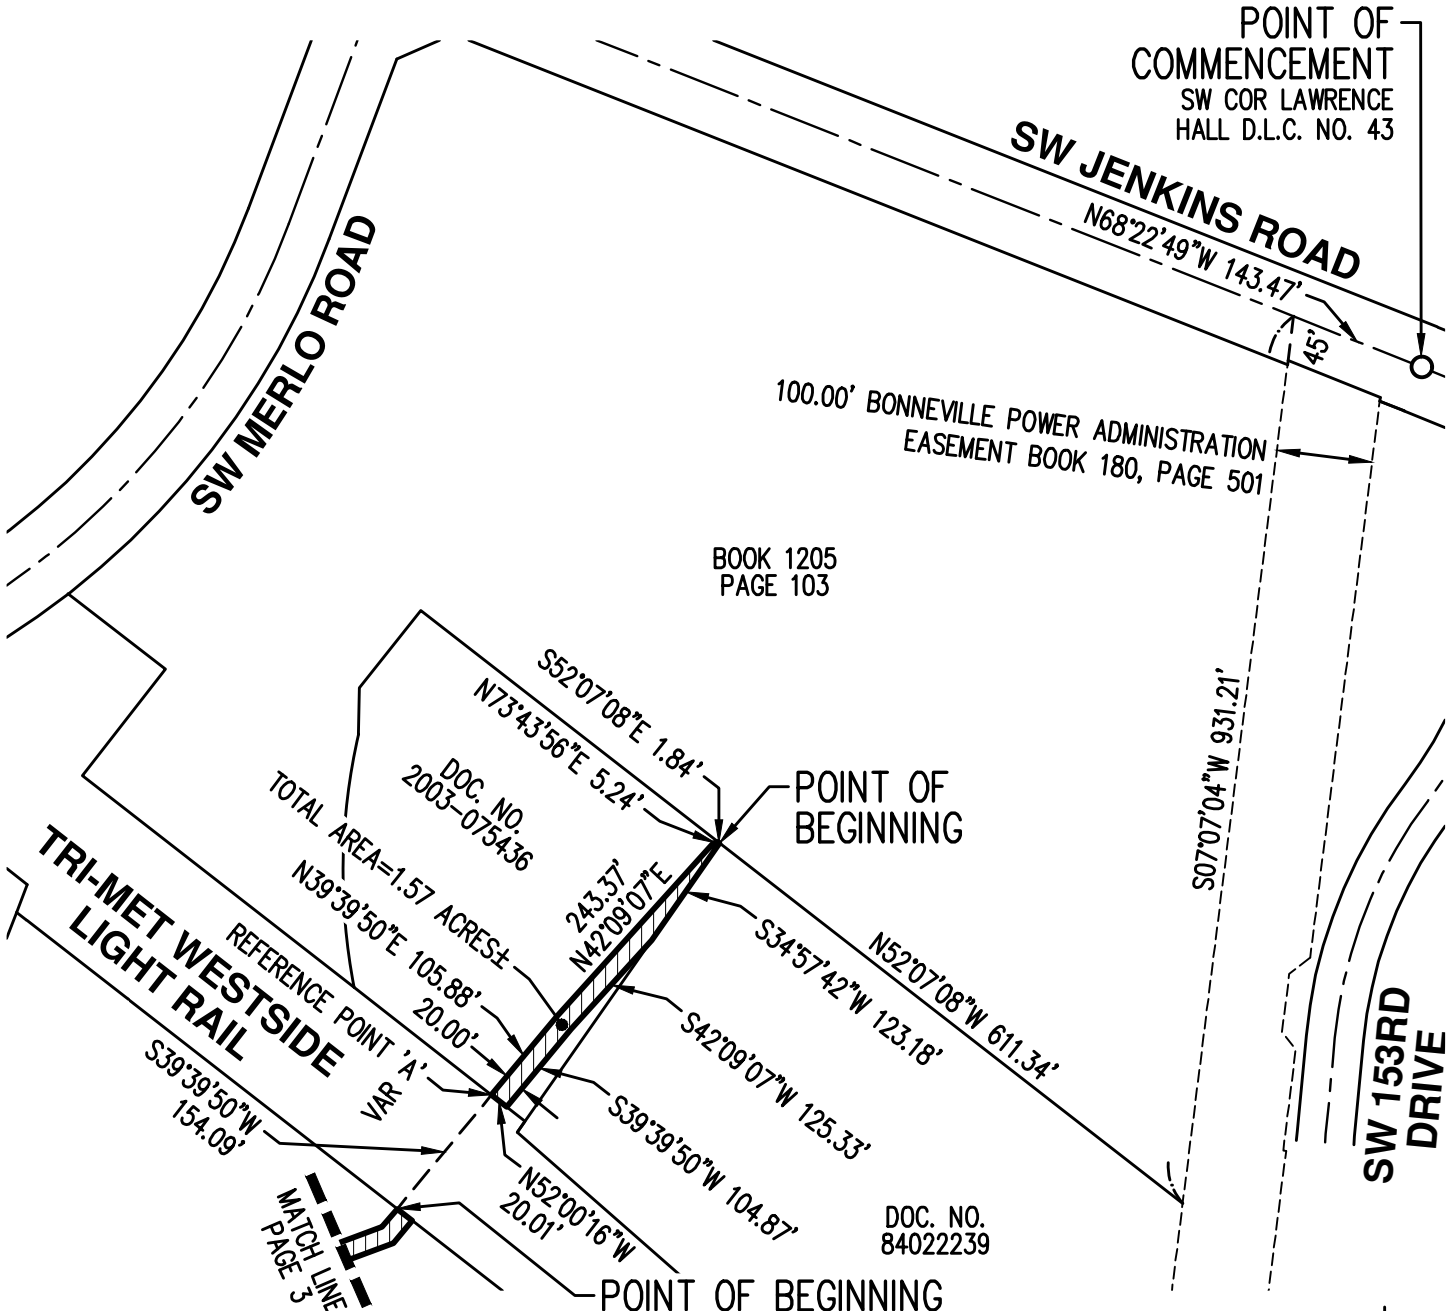 POINT OF
COMMENCEMENT
SW COR LAWRENCE
HALL D.L.C. NO. 43
SW JENKINS ROAD
N68°22'49"W 143.47'
45'
SW MERLO ROAD
100.00' BONNEVILLE POWER ADMINISTRATION
EASEMENT BOOK 180, PAGE 501
BOOK 1205
PAGE 103
S52°07'08"E 1.84'
N73°43'56"E 5.24'
S07°07'04"W 931.21'
DOC. NO.
2003-075436
POINT OF
BEGINNING
TOTAL AREA=1.57 ACRES±
243.37'
N42°09'07"E
N39°39'50"E 105.88'
20.00'
TRI-MET WESTSIDE
LIGHT RAIL
REFERENCE POINT 'A'
VAR
S34°57'42"W 123.18'
N52°07'08"W 611.34'
S42°09'07"W 125.33'
S39°39'50"W 104.87'
S39°39'50"W
154.09'
N52°00'16"W
20.01'
SW 153RD
DRIVE
MATCH LINE
PAGE 3
DOC. NO.
84022239
POINT OF BEGINNING